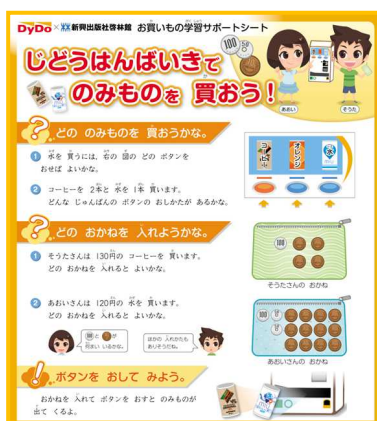 DyDo × 新興出版社啓林館 お買いもの学習サポートシート
じどうはんばいきで
のみものを 買おう!
100
50
あおい
そうた
? どの のみものを 買おうかな。
1 水を 買うには、右の 図の どの ボタンを
おせば よいかな。
2 コーヒーを 2本と 水を 1本 買います。
どんな じゅんばんの ボタンの おしかたが あるかな。
コーヒー
オレンジ
水
? どの おかねを 入れようかな。
1 そうたさんは 130円の コーヒーを 買います。
どの おかねを 入れると よいかな。
100
そうたさんの おかね
2 あおいさんは 120円の 水を 買います。
どの おかねを 入れると よいかな。
ほかの 入れかたも
ありそうだね。
100
あおいさんの おかね
! ボタンを おして みよう。
おかねを 入れて ボタンを おすと のみものが
出て くるよ。